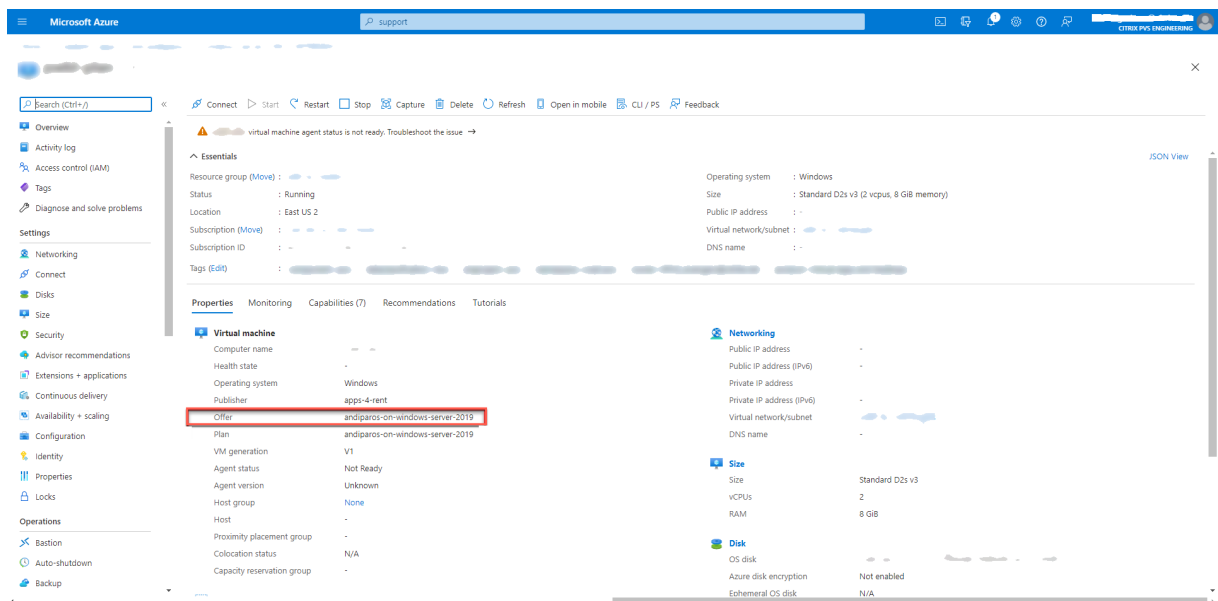 Microsoft Azure
support
1
CITRIX PVS ENGINEERING
Search (Ctrl+/)
Connect Start Restart Stop Capture Delete Refresh Open in mobile CLI / PS Feedback
Overview
Activity log
Access control (IAM)
Tags
Diagnose and solve problems
Settings
Networking
Connect
Disks
Size
Security
Advisor recommendations
Extensions + applications
Continuous delivery
Availability + scaling
Configuration
Identity
Properties
Locks
Operations
Bastion
Auto-shutdown
Backup
virtual machine agent status is not ready. Troubleshoot the issue →
Essentials
JSON View
Resource group (Move) :
Status : Running
Location : East US 2
Subscription (Move) :
Subscription ID :
Tags (Edit) :
Operating system : Windows
Size : Standard D2s v3 (2 vcpus, 8 GiB memory)
Public IP address : -
Virtual network/subnet :
DNS name : -
Properties Monitoring Capabilities (7) Recommendations Tutorials
Virtual machine
Computer name
Health state -
Operating system Windows
Publisher apps-4-rent
Offer andiparos-on-windows-server-2019
Plan andiparos-on-windows-server-2019
VM generation V1
Agent status Not Ready
Agent version Unknown
Host group None
Host -
Proximity placement group -
Colocation status N/A
Capacity reservation group -
Networking
Public IP address -
Public IP address (IPv6) -
Private IP address
Private IP address (IPv6) -
Virtual network/subnet
DNS name -
Size
Size Standard D2s v3
vCPUs 2
RAM 8 GiB
Disk
OS disk
Azure disk encryption Not enabled
Ephemeral OS disk N/A